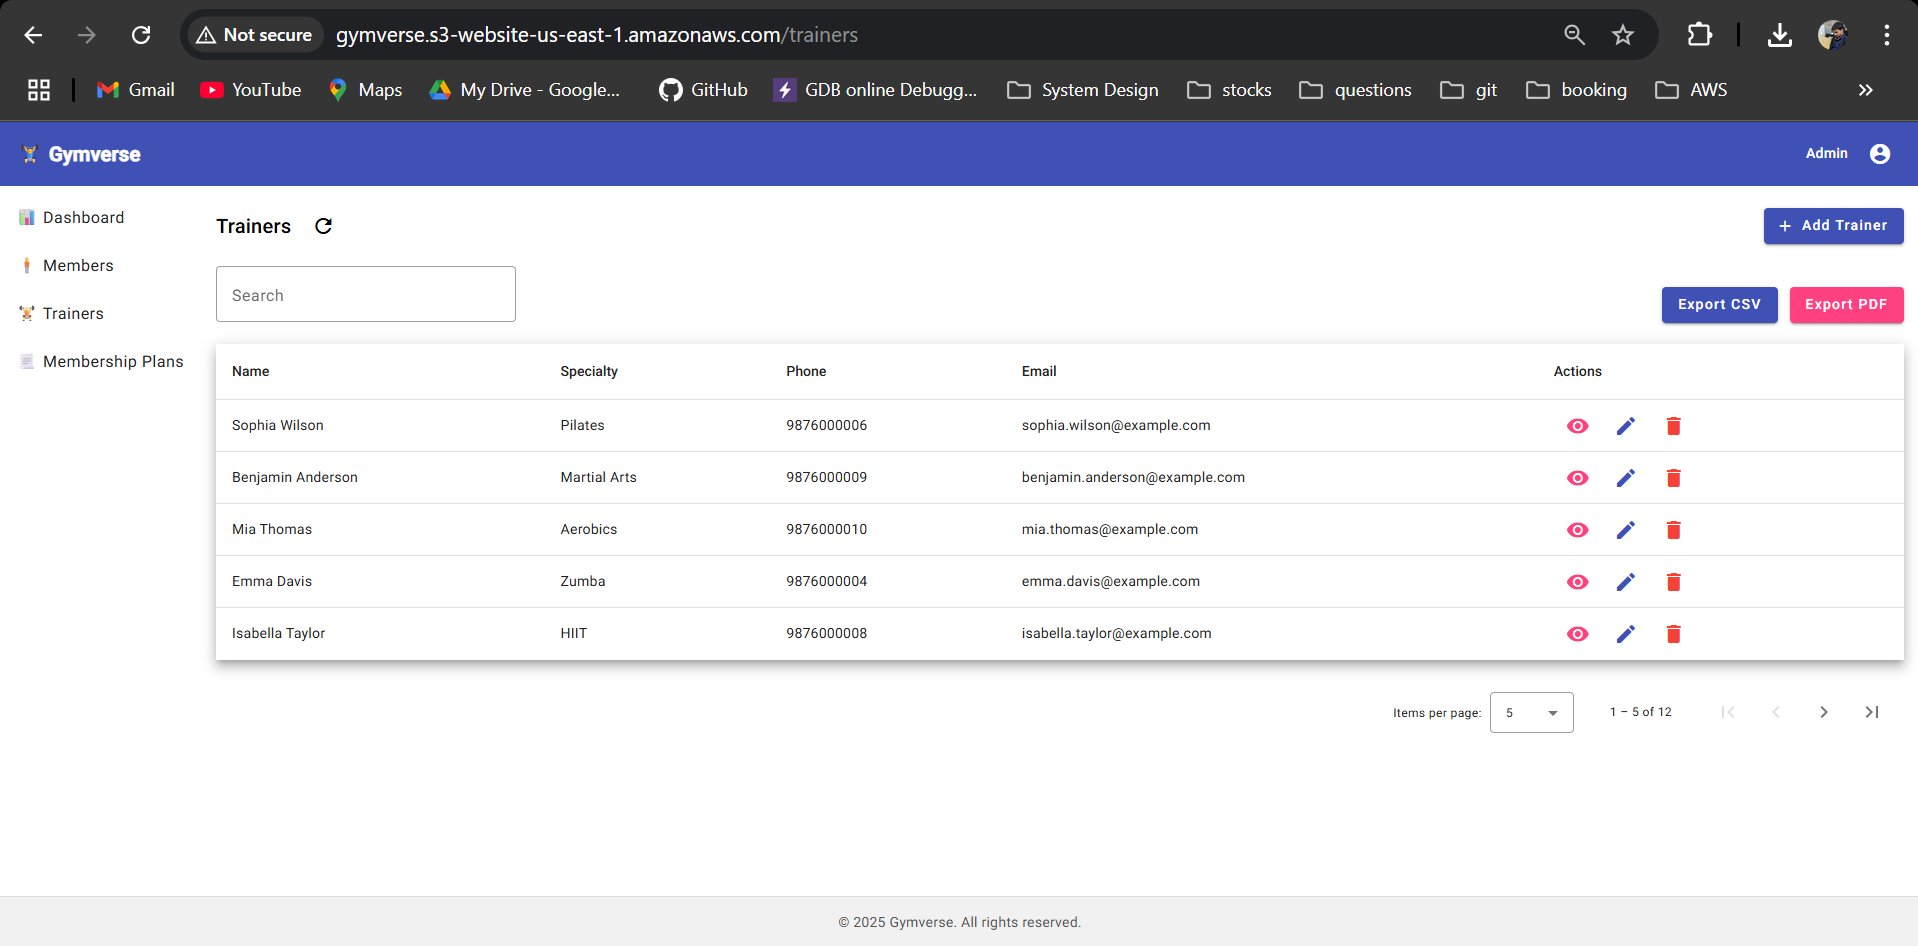 Not secure gymverse.s3-website-us-east-1.amazonaws.com/trainers
Gmail YouTube Maps My Drive - Google... GitHub GDB online Debugg... System Design stocks questions git booking AWS
Gymverse Admin
Dashboard
Members
Trainers
Membership Plans
Trainers + Add Trainer
Search
Export CSV Export PDF
Name Specialty Phone Email Actions
Sophia Wilson Pilates 9876000006 sophia.wilson@example.com
Benjamin Anderson Martial Arts 9876000009 benjamin.anderson@example.com
Mia Thomas Aerobics 9876000010 mia.thomas@example.com
Emma Davis Zumba 9876000004 emma.davis@example.com
Isabella Taylor HIIT 9876000008 isabella.taylor@example.com
Items per page: 5 1 – 5 of 12
© 2025 Gymverse. All rights reserved.